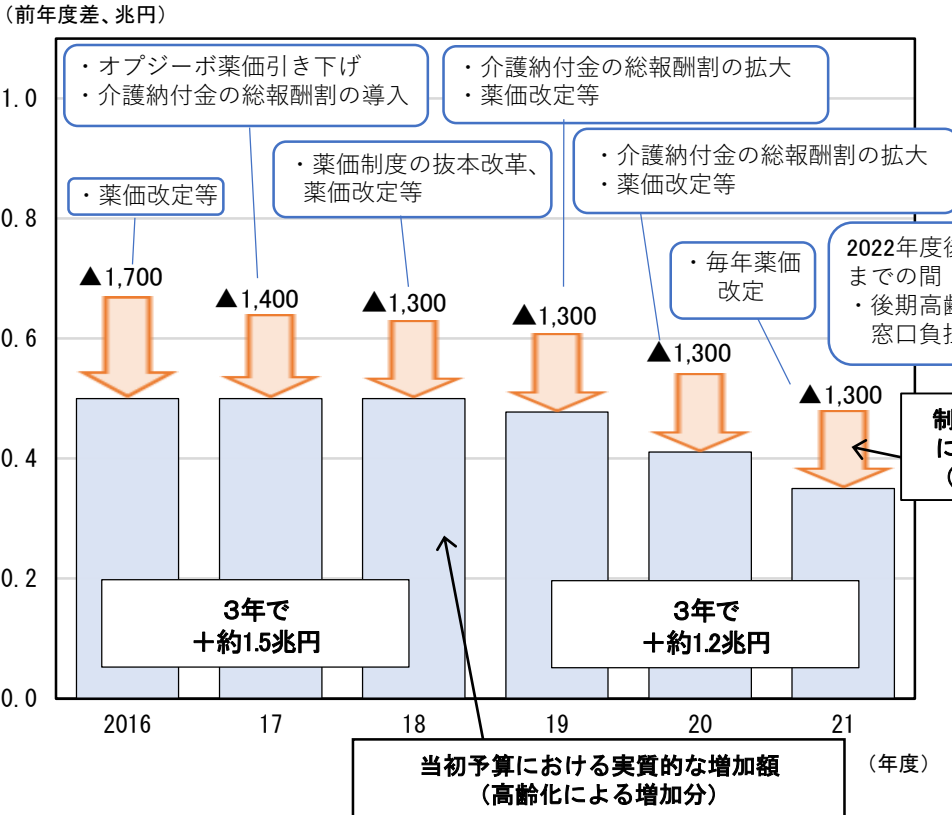 （前年度差、兆円）
・オプジーボ薬価引き下げ
・介護納付金の総報酬割の導入
・介護納付金の総報酬割の拡大
・薬価改定等
・薬価制度の抜本改革、
薬価改定等
・介護納付金の総報酬割の拡大
・薬価改定等
・薬価改定等
・毎年薬価
改定
2022年度後
までの間
・後期高齢
窓口負担
▲1,700
▲1,400
▲1,300
▲1,300
▲1,300
▲1,300
制
に
（
1.0
0.8
0.6
0.4
0.2
0.0
３年で
＋約1.5兆円
３年で
＋約1.2兆円
2016 17 18 19 20 21
（年度）
当初予算における実質的な増加額
（高齢化による増加分）